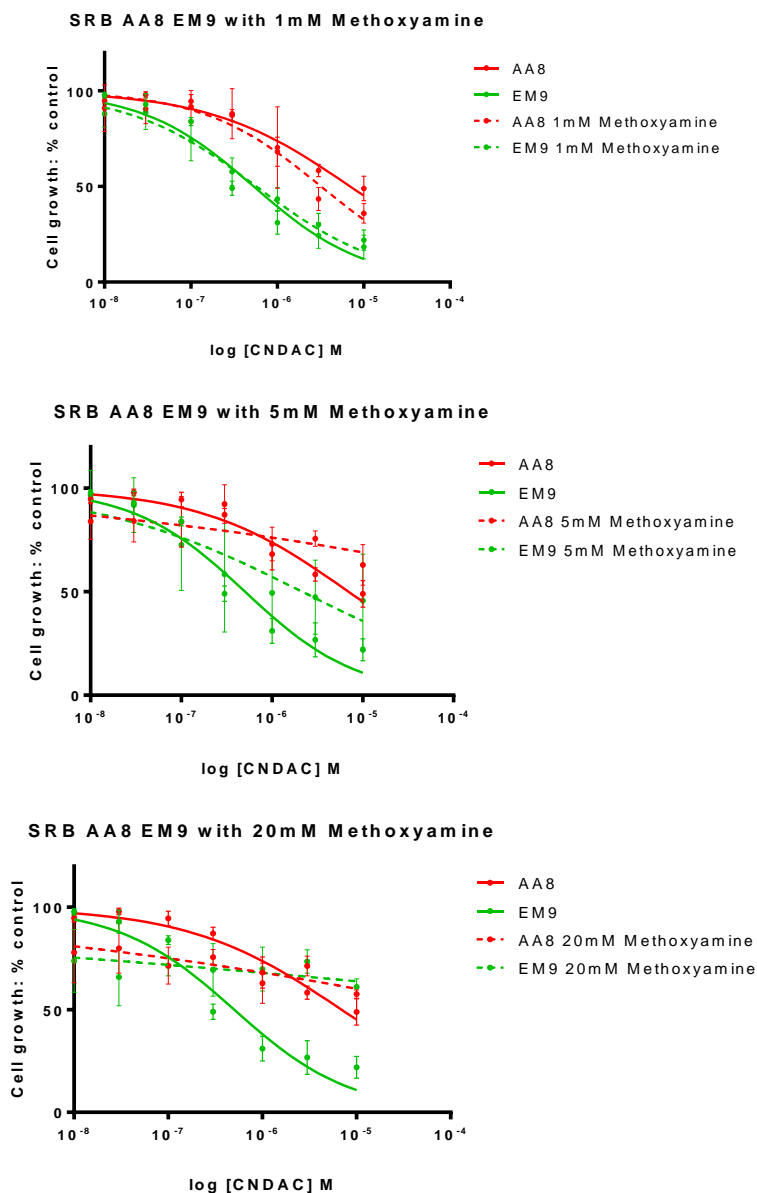 SRB AA8 EM9 with 1mM Methoxyamine
AA8
EM9
AA8 1mM Methoxyamine
EM9 1mM Methoxyamine
Cell growth: % control
100
50
0
10-8
10-7
10-6
10-5
10-4
log [CNDAC] M
SRB AA8 EM9 with 5mM Methoxyamine
AA8
EM9
AA8 5mM Methoxyamine
EM9 5mM Methoxyamine
Cell growth: % control
100
50
0
10-8
10-7
10-6
10-5
10-4
log [CNDAC] M
SRB AA8 EM9 with 20mM Methoxyamine
AA8
EM9
AA8 20mM Methoxyamine
EM9 20mM Methoxyamine
Cell growth: % control
100
50
0
10-8
10-7
10-6
10-5
10-4
log [CNDAC] M